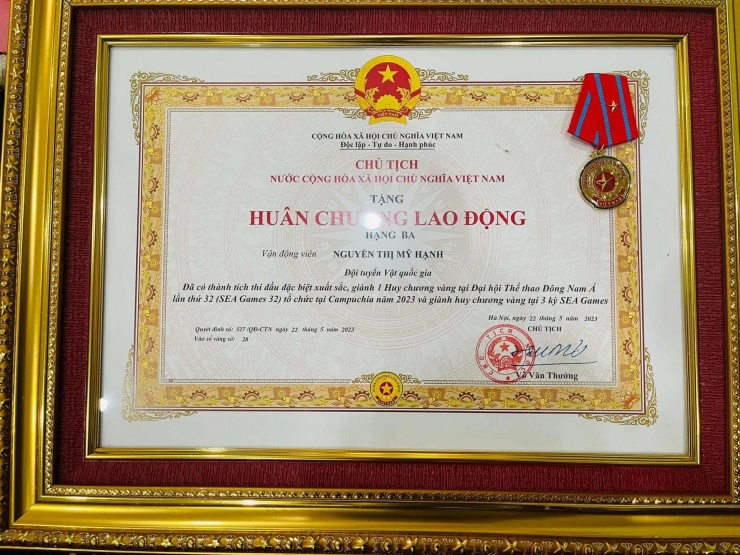 CỘNG HÒA XÃ HỘI CHỦ NGHĨA VIỆT NAM
Độc lập - Tự do - Hạnh phúc
CHỦ TỊCH
NƯỚC CỘNG HÒA XÃ HỘI CHỦ NGHĨA VIỆT NAM
TẶNG
HUÂN CHƯƠNG LAO ĐỘNG
HẠNG BA
Vận động viên NGUYỄN THỊ MỸ HẠNH
Đội tuyển Vật quốc gia
Đã có thành tích thi đấu đặc biệt xuất sắc, giành 1 Huy chương vàng tại Đại hội Thể thao Đông Nam Á
lần thứ 32 (SEA Games 32) tổ chức tại Campuchia năm 2023 và giành huy chương vàng tại 3 kỳ SEA Games
Hà Nội, ngày 22 tháng 5 năm 2023
Quyết định số: 527 /QĐ-CTN ngày 22 tháng 5 năm 2023
CHỦ TỊCH
Vào sổ vàng số: 28
Võ Văn Thưởng